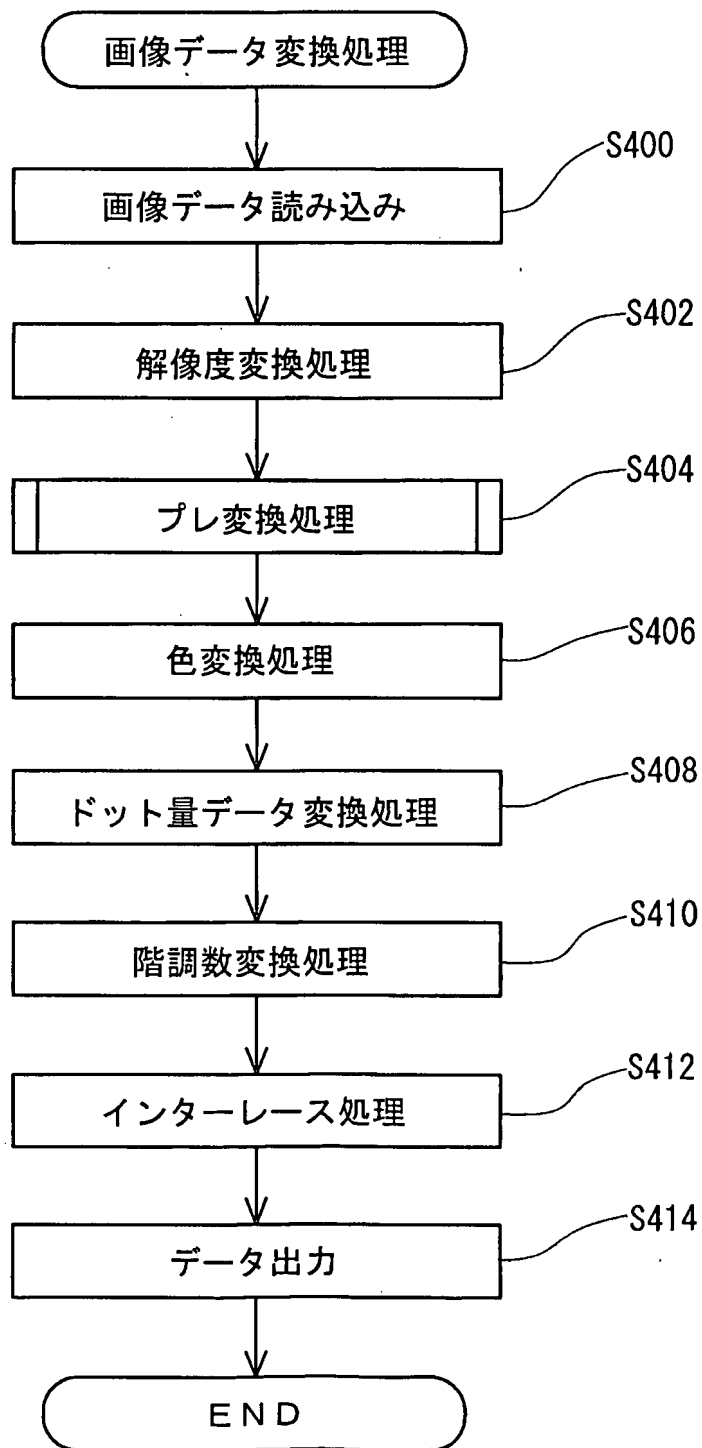 画像データ変換処理
S400
画像データ読み込み
S402
解像度変換処理
S404
プレ変換処理
S406
色変換処理
S408
ドット量データ変換処理
S410
階調数変換処理
S412
インターレース処理
S414
データ出力
END